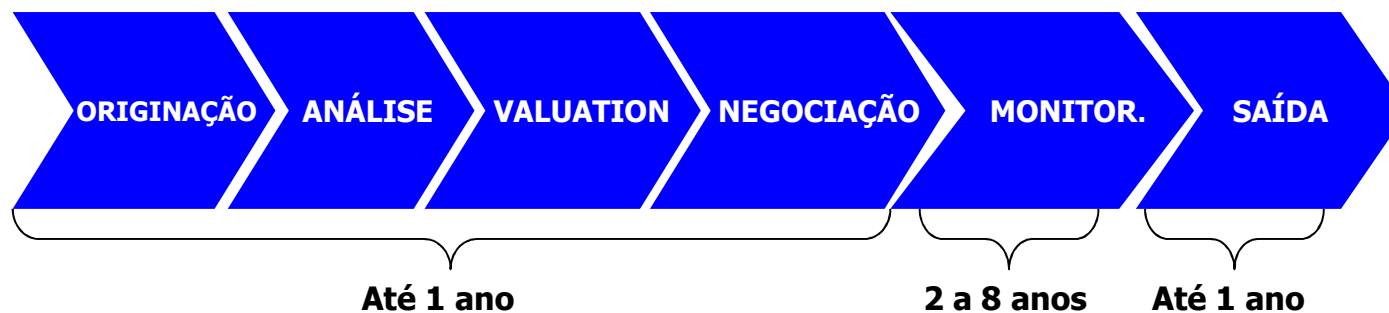 ORIGINAÇÃO
ANÁLISE
VALUATION
NEGOCIAÇÃO
MONITOR.
SAÍDA
Até 1 ano
2 a 8 anos
Até 1 ano